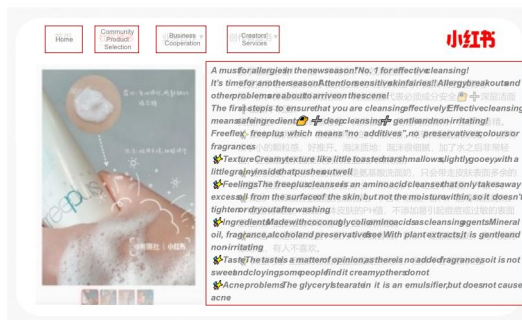 Home
Community
Product
Selection
Business
Cooperation
Creators'
Services
小红书
A must for allergies in the new season! "No. 1 for effective cleansing!
It's time for another season Attention sensitive skin fairies! Allergy breakouts and
other problems are about to arrive on the scene!
The first step is to ensure that you are cleansing effectively! Effective cleansing
means safe ingredients ➕ deep cleansing ➕ gentle and non-irritating!
Freeflex freeplus which means "no additives", no preservatives, colours or
fragrances
Texture Creamy texture like little toasted marshmallows, slightly gooey with a
little grainy inside that pushes out well
Feelings The freeplus cleanser is an amino acid cleanser that only takes away
excess oil from the surface of the skin, but not the moisture within, so it doesn't
tighten or dry out after washing
Ingredients Made with coconut glycol amino acids as cleansing agents Mineral
oil, fragrance, alcohol and preservatives free With plant extracts, it is gentle and
non irritating
Taste The taste is a matter of opinion, as there is no added fragrance, so it is not
sweet and cloying some people find it creamy others do not
Acne problems The glyceryl stearate in it is an emulsifier, but does not cause
acne